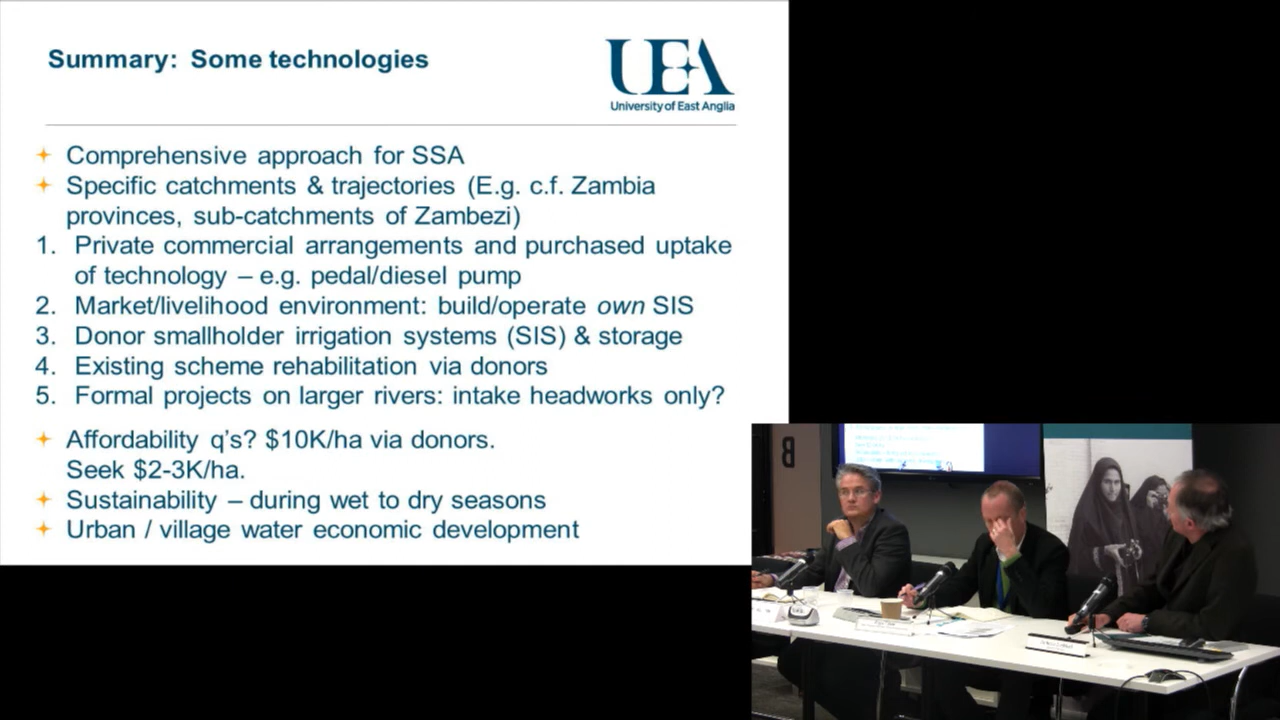 Summary: Some technologies
UEA
University of East Anglia
Comprehensive approach for SSA
Specific catchments & trajectories (E.g. c.f. Zambia
provinces, sub-catchments of Zambezi)
1. Private commercial arrangements and purchased uptake
of technology – e.g. pedal/diesel pump
2. Market/livelihood environment: build/operate own SIS
3. Donor smallholder irrigation systems (SIS) & storage
4. Existing scheme rehabilitation via donors
5. Formal projects on larger rivers: intake headworks only?
Affordability q's? $10K/ha via donors.
Seek $2-3K/ha.
Sustainability – during wet to dry seasons
Urban / village water economic development
B